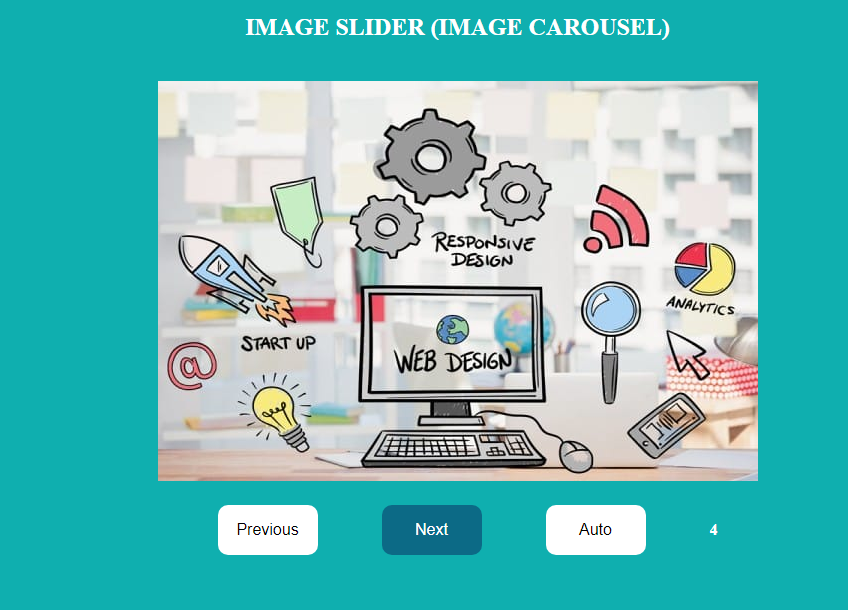 IMAGE SLIDER (IMAGE CAROUSEL)
RESPONSIVE
DESIGN
ANALYTICS
START UP
WEB DESIGN
@
Previous
Next
Auto
4